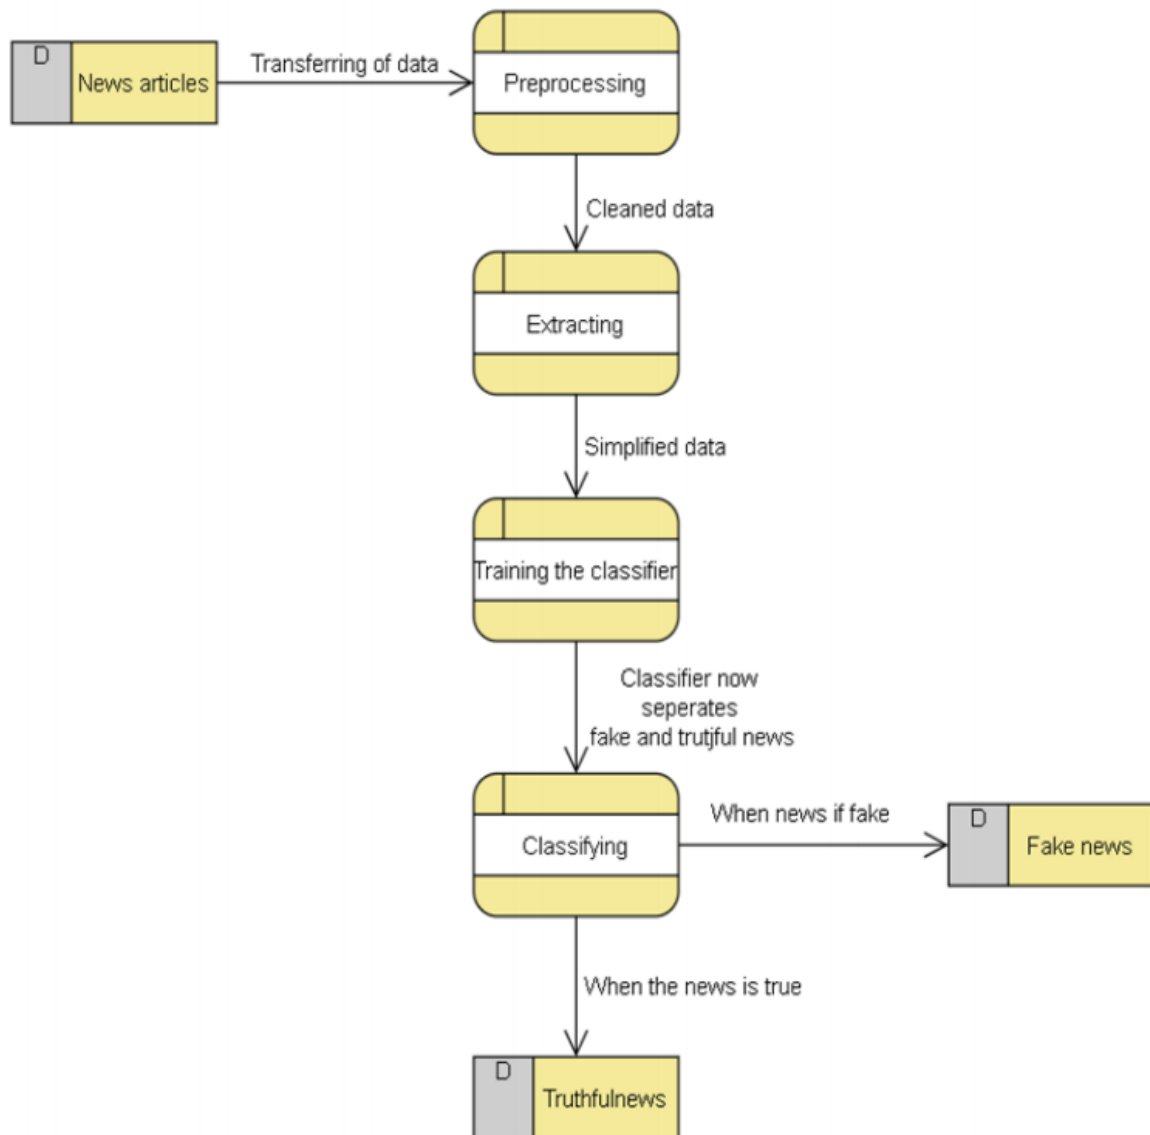 D
News articles
Transferring of data
Preprocessing
Cleaned data
Extracting
Simplified data
Training the classifier
Classifier now
seperates
fake and trutjful news
Classifying
When news if fake
D
Fake news
When the news is true
D
Truthfulnews